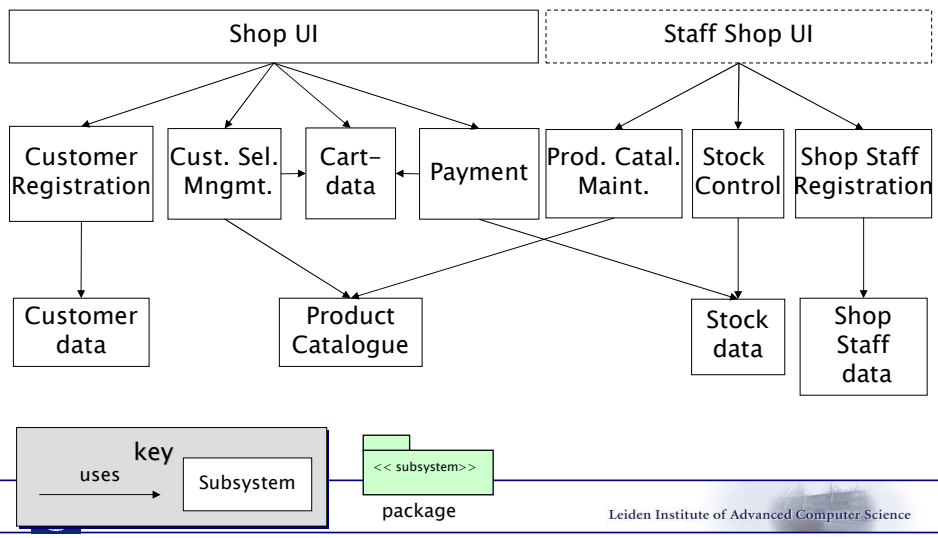 Shop UI
Staff Shop UI
Customer
Registration
Cust. Sel.
Mngmt.
Cart-
data
Payment
Prod. Catal.
Maint.
Stock
Control
Shop Staff
Registration
Customer
data
Product
Catalogue
Stock
data
Shop
Staff
data
key
uses
Subsystem
<< subsystem>>
package
Leiden Institute of Advanced Computer Science